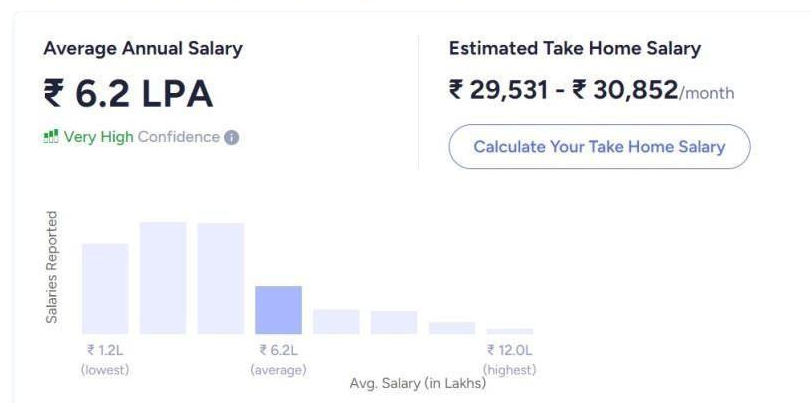 Average Annual Salary
₹ 6.2 LPA
Very High Confidence i
Estimated Take Home Salary
₹ 29,531 - ₹ 30,852/month
Calculate Your Take Home Salary
Salaries Reported
₹ 1.2L
(lowest)
₹ 6.2L
(average)
₹ 12.0L
(highest)
Avg. Salary (in Lakhs)